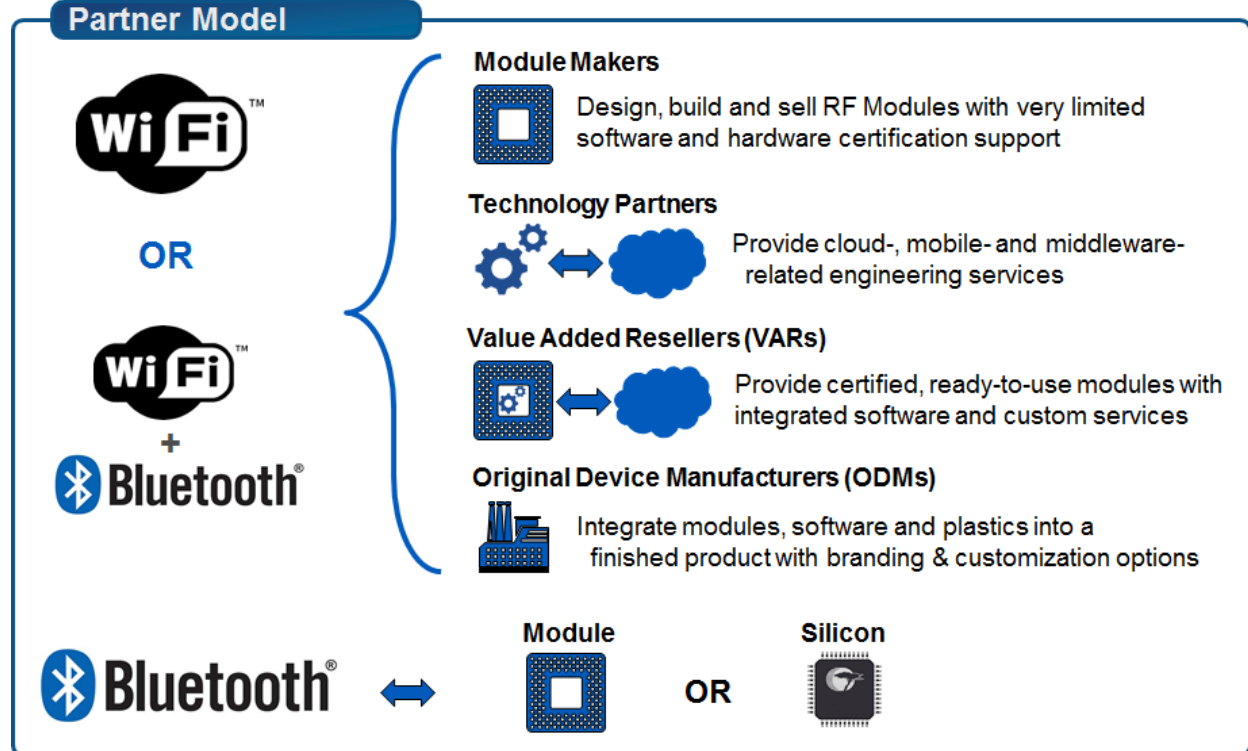 Partner Model
Wi Fi™
OR
Wi Fi™
+
Bluetooth®
Module Makers
Design, build and sell RF Modules with very limited
software and hardware certification support
Technology Partners
Provide cloud-, mobile- and middleware-
related engineering services
Value Added Resellers (VARs)
Provide certified, ready-to-use modules with
integrated software and custom services
Original Device Manufacturers (ODMs)
Integrate modules, software and plastics into a
finished product with branding & customization options
Bluetooth®
Module
OR
Silicon